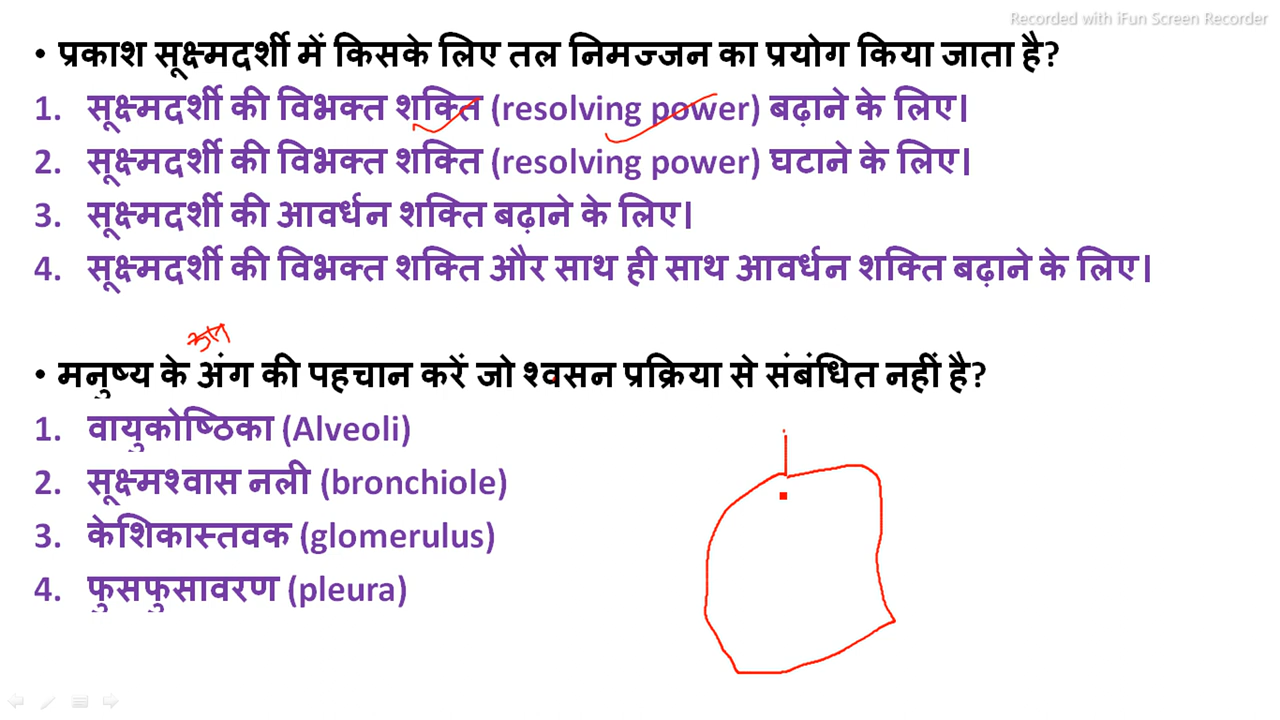 Recorded with iFun Screen Recorder
• प्रकाश सूक्ष्मदर्शी में किसके लिए तल निमज्जन का प्रयोग किया जाता है?
1. सूक्ष्मदर्शी की विभक्त शक्ति (resolving power) बढ़ाने के लिए।
2. सूक्ष्मदर्शी की विभक्त शक्ति (resolving power) घटाने के लिए।
3. सूक्ष्मदर्शी की आवर्धन शक्ति बढ़ाने के लिए।
4. सूक्ष्मदर्शी की विभक्त शक्ति और साथ ही साथ आवर्धन शक्ति बढ़ाने के लिए।
• मनुष्य के अंग की पहचान करें जो श्वसन प्रक्रिया से संबंधित नहीं है?
1. वायुकोष्ठिका (Alveoli)
2. सूक्ष्मश्वास नली (bronchiole)
3. केशिकास्तवक (glomerulus)
4. फुसफुसावरण (pleura)